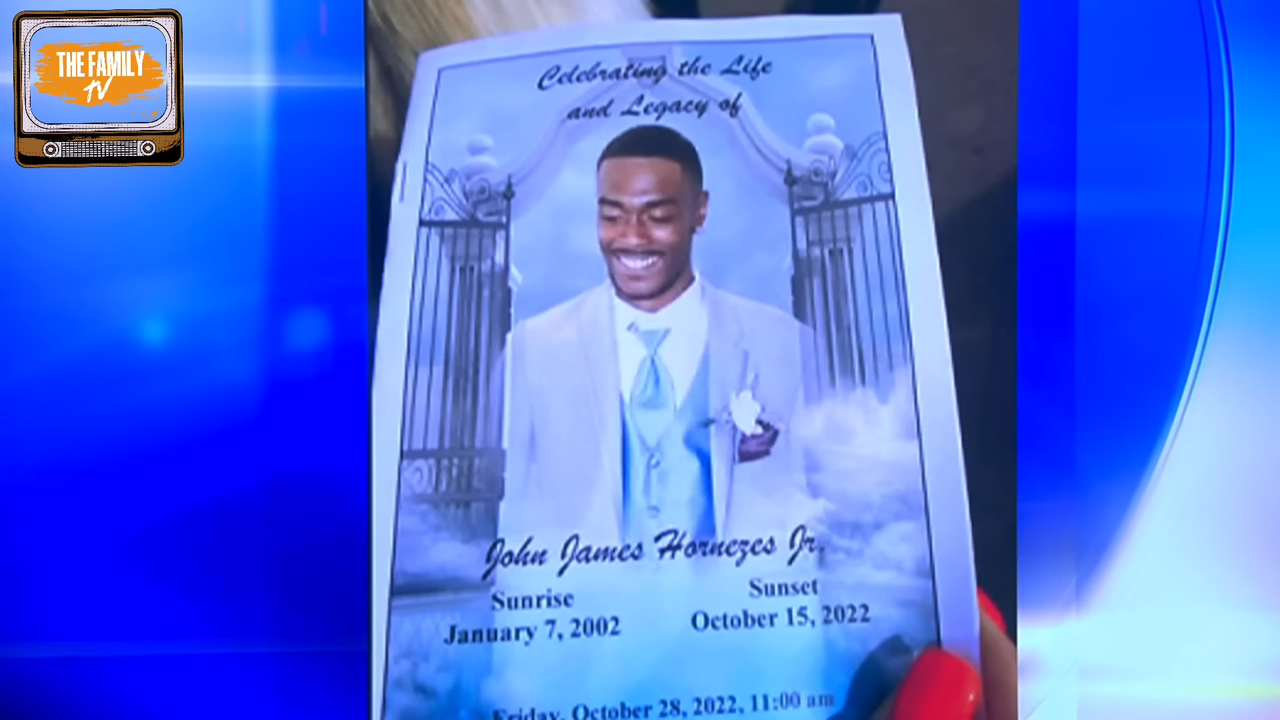 THE FAMILY
TV
Celebrating the Life
and Legacy of
John James Hornezes Jr.
Sunrise
Sunset
January 7, 2002
October 15, 2022
Friday, October 28, 2022, 11:00 am